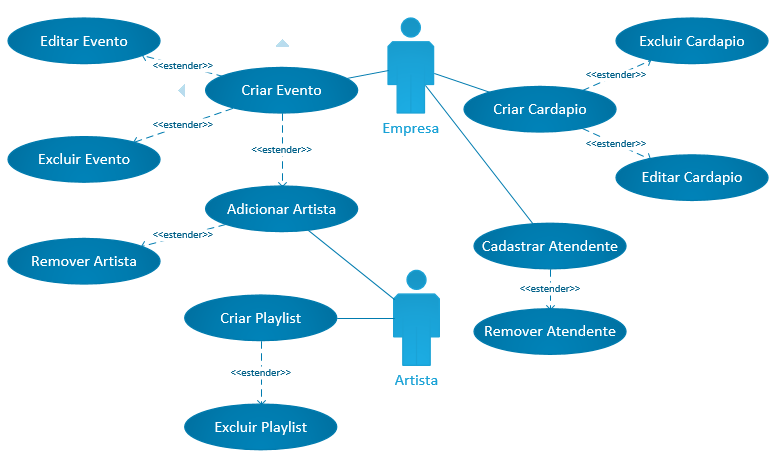 Editar Evento
<<estender>>
Criar Evento
<<estender>>
Excluir Evento
<<estender>>
Adicionar Artista
<<estender>>
Remover Artista
Empresa
Excluir Cardapio
<<estender>>
Criar Cardapio
<<estender>>
Editar Cardapio
Cadastrar Atendente
<<estender>>
Remover Atendente
Criar Playlist
<<estender>>
Excluir Playlist
Artista